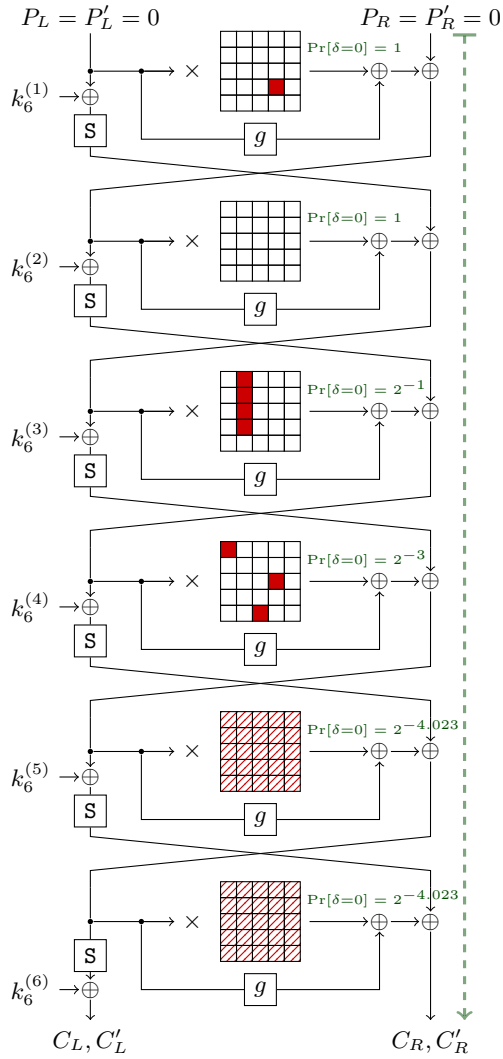 P_L = P'_L = 0 P_R = P'_R = 0
Pr[δ=0] = 1
×
k_6^{(1)}
S
g
Pr[δ=0] = 1
×
k_6^{(2)}
S
g
Pr[δ=0] = 2^{-1}
×
k_6^{(3)}
S
g
Pr[δ=0] = 2^{-3}
×
k_6^{(4)}
S
g
Pr[δ=0] = 2^{-4.023}
×
k_6^{(5)}
S
g
Pr[δ=0] = 2^{-4.023}
×
S
g
k_6^{(6)}
C_L, C'_L C_R, C'_R